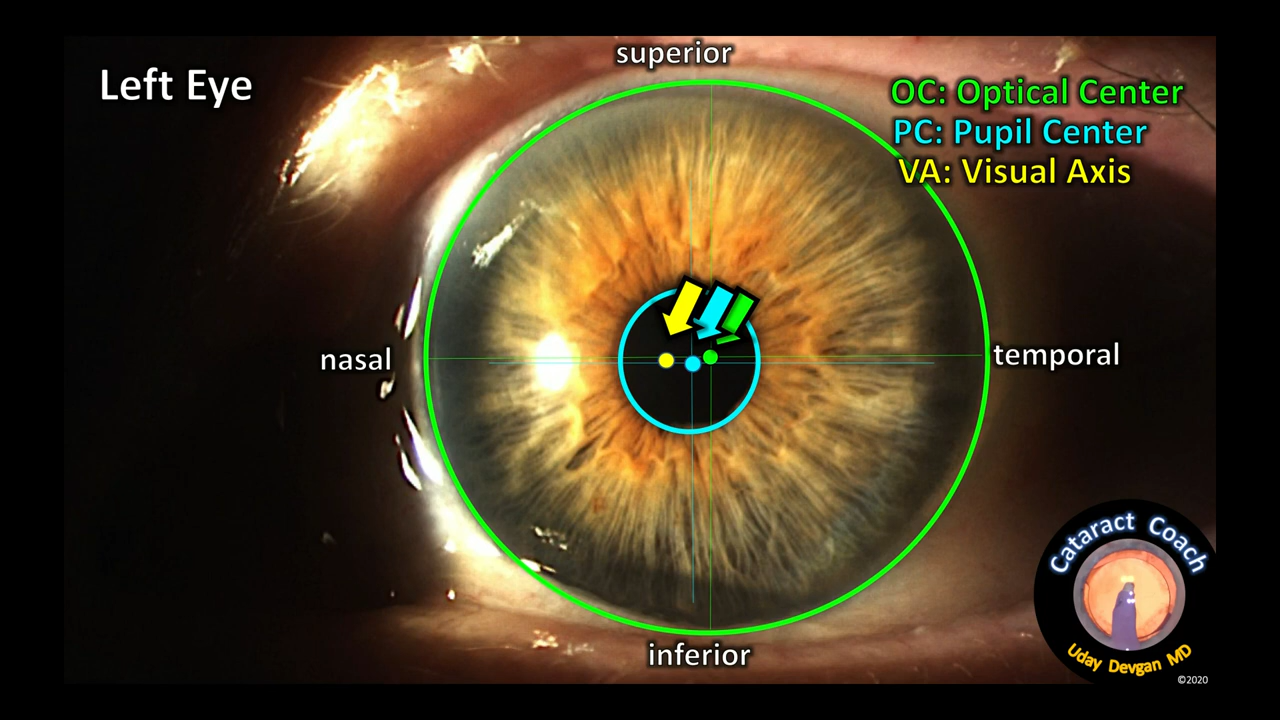 superior
Left Eye
OC: Optical Center
PC: Pupil Center
VA: Visual Axis
nasal
temporal
inferior
Cataract Coach
Uday Devgan MD
©2020